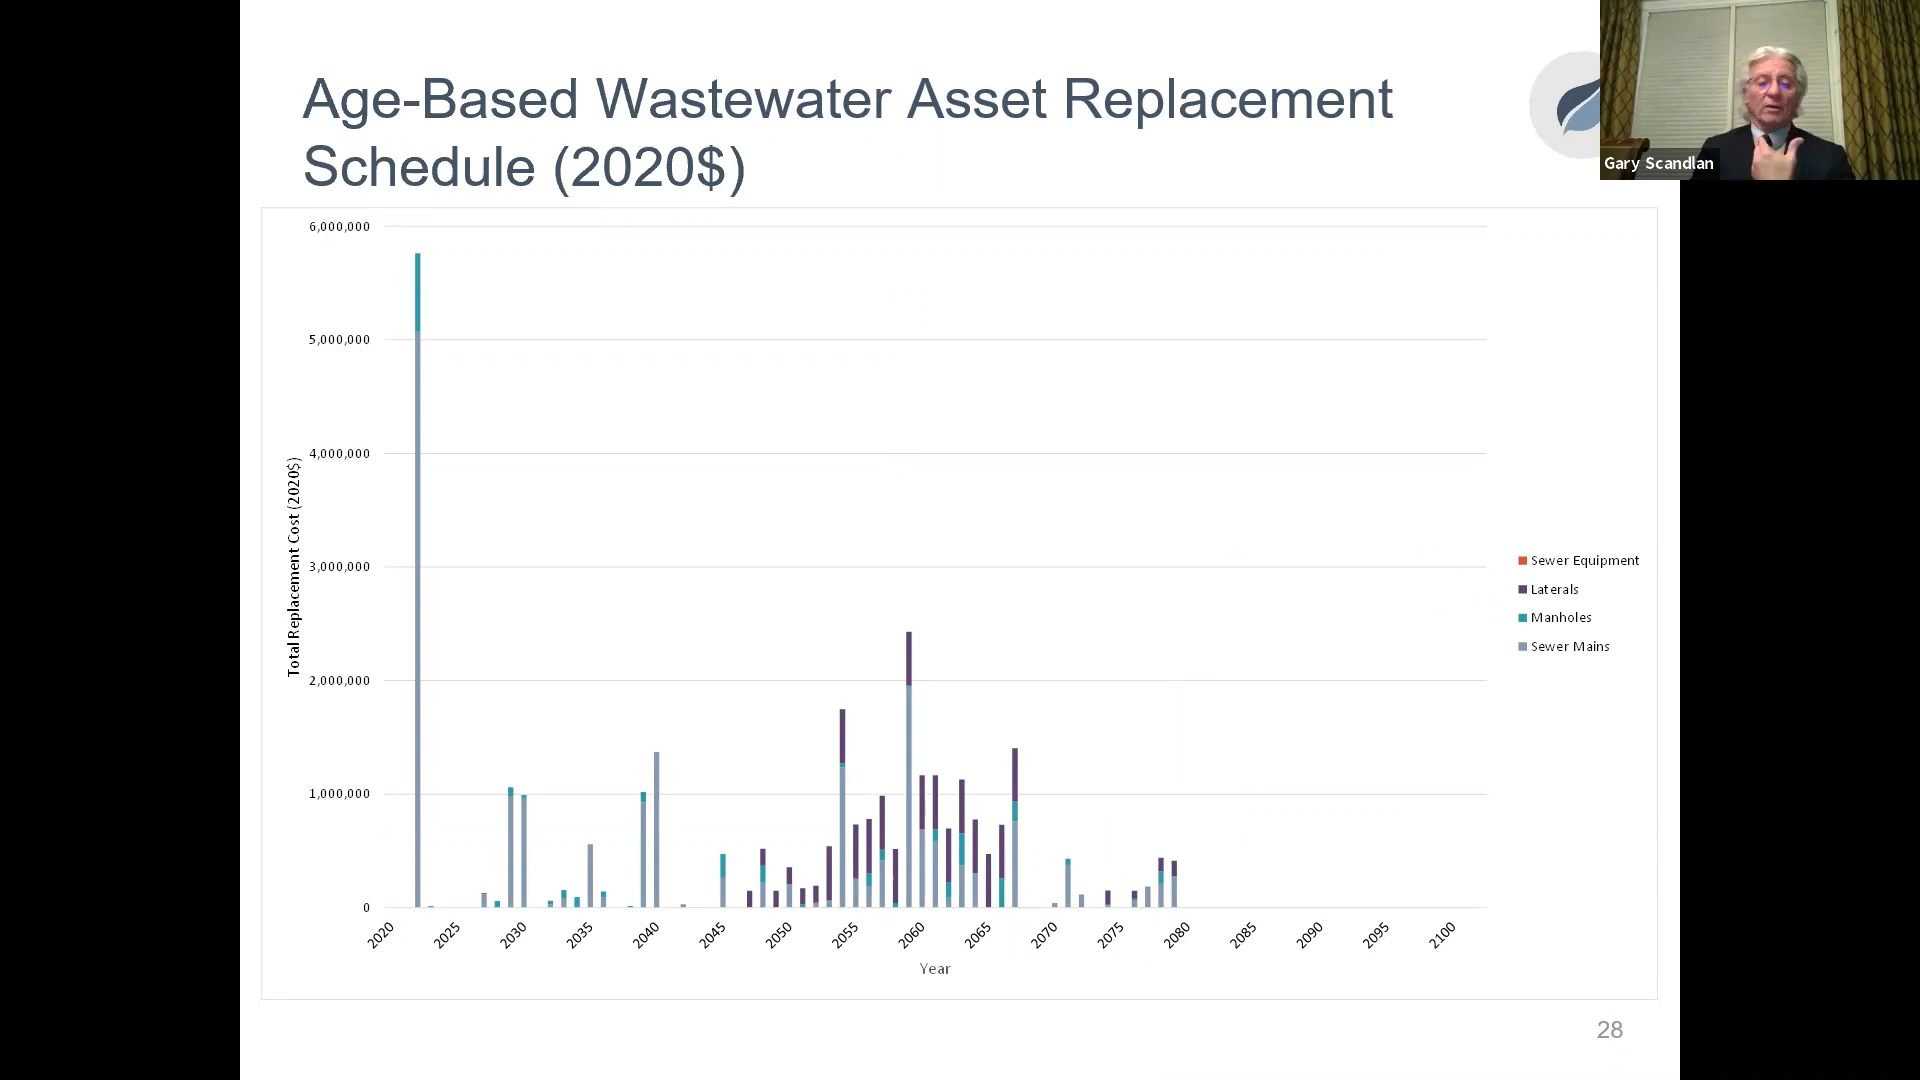 Age-Based Wastewater Asset Replacement
Schedule (2020$)
Gary Scandlan
Total Replacement Cost (2020$)
6,000,000
5,000,000
4,000,000
3,000,000
2,000,000
1,000,000
0
2020
2025
2030
2035
2040
2045
2050
2055
2060
2065
2070
2075
2080
2085
2090
2095
2100
Year
Sewer Equipment
Laterals
Manholes
Sewer Mains
28